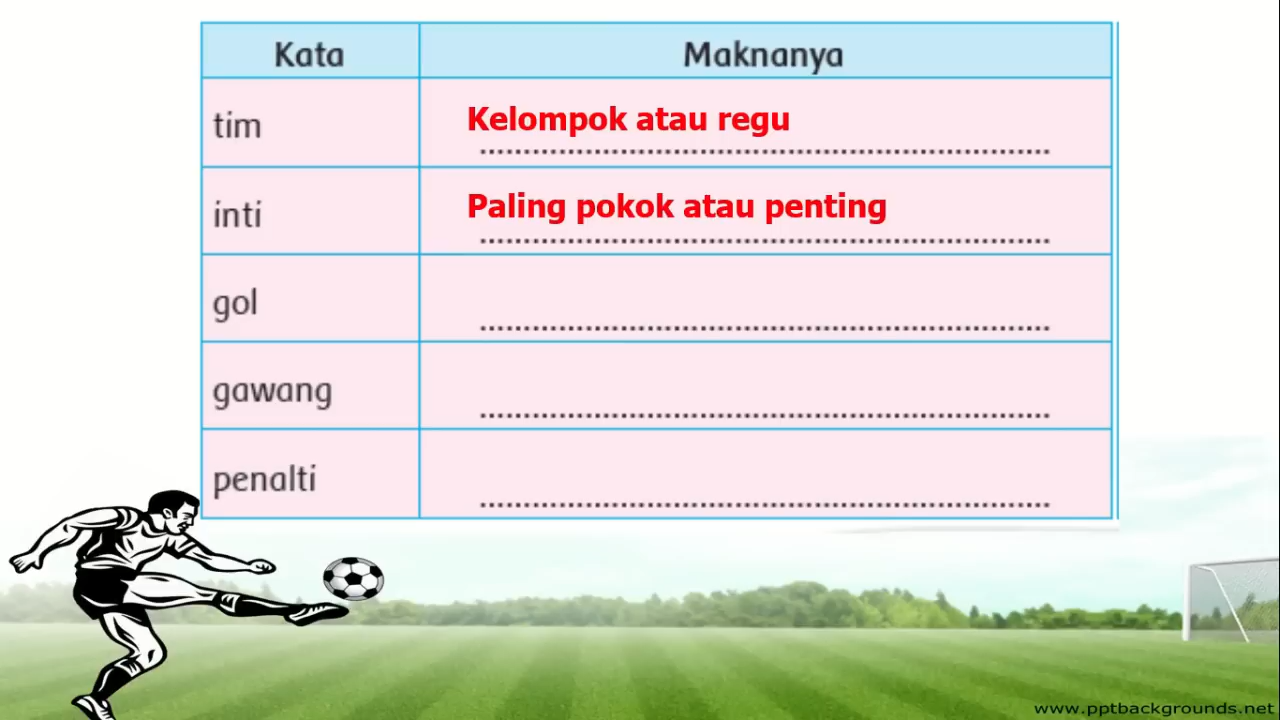 Kata Maknanya
tim Kelompok atau regu
................................................................
inti Paling pokok atau penting
................................................................
gol ................................................................
gawang ................................................................
penalti ................................................................
www.pptbackgrounds.net